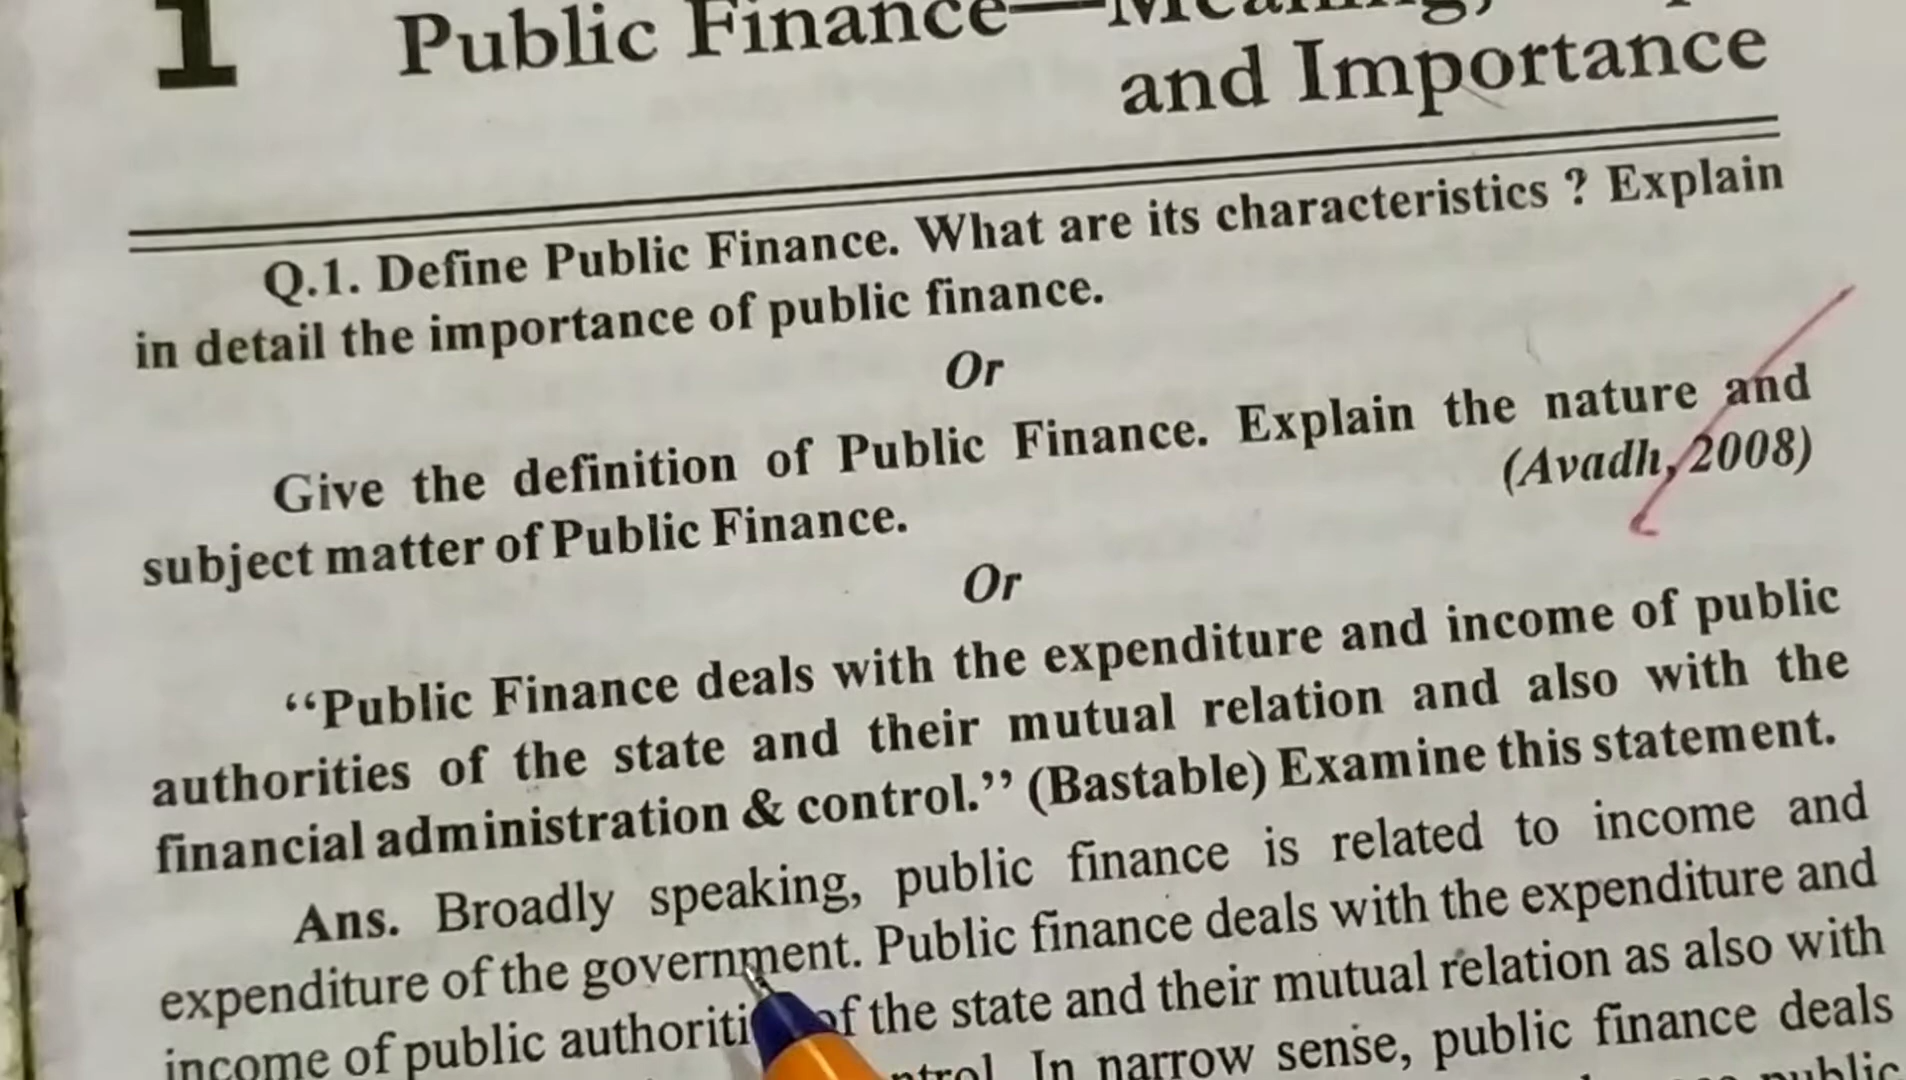 1 Public Finance—Meaning,
and Importance
Q.1. Define Public Finance. What are its characteristics ? Explain
in detail the importance of public finance.
Or
Give the definition of Public Finance. Explain the nature and
subject matter of Public Finance. (Avadh, 2008)
Or
“Public Finance deals with the expenditure and income of public
authorities of the state and their mutual relation and also with the
financial administration & control.” (Bastable) Examine this statement.
Ans. Broadly speaking, public finance is related to income and
expenditure of the government. Public finance deals with the expenditure and
income of public authoriti of the state and their mutual relation as also with
ntrol. In narrow sense, public finance deals
public